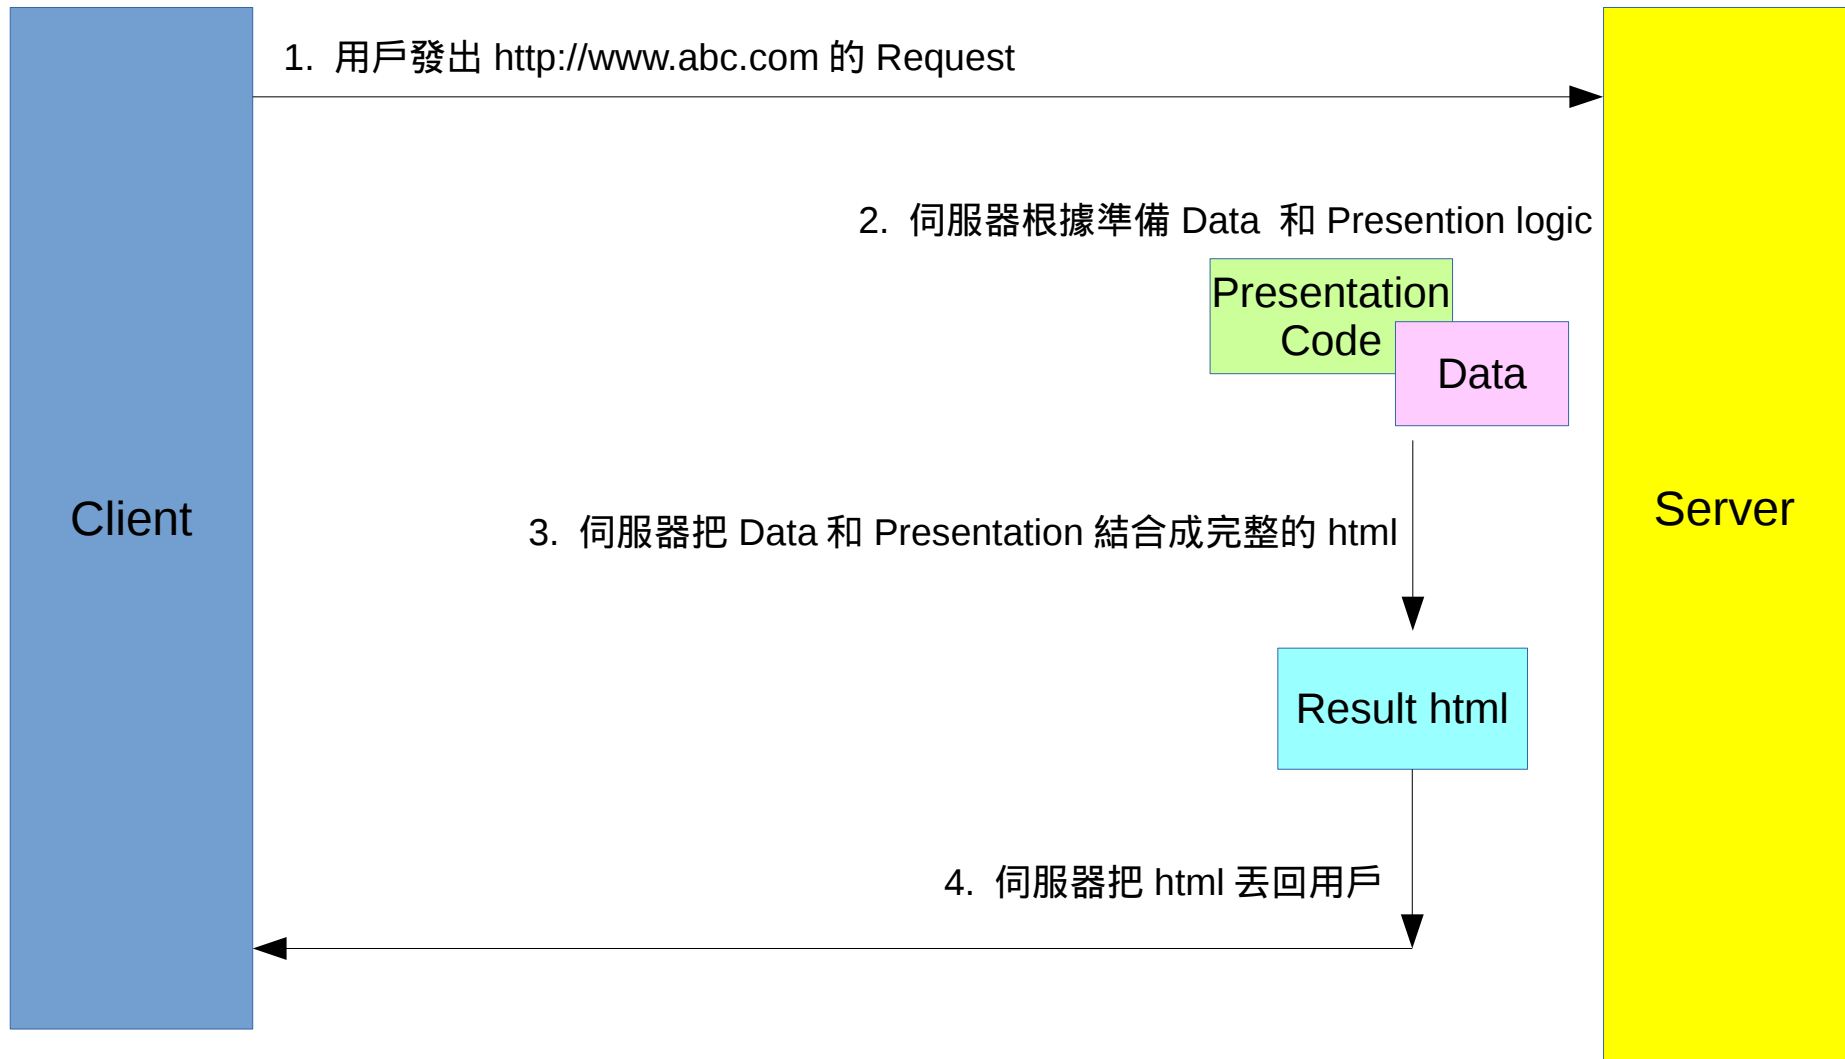 1. 用戶發出 http://www.abc.com 的 Request
2. 伺服器根據準備 Data 和 Presention logic
Presentation
Code
Data
Client
Server
3. 伺服器把 Data 和 Presentation 結合成完整的 html
Result html
4. 伺服器把 html 丟回用戶